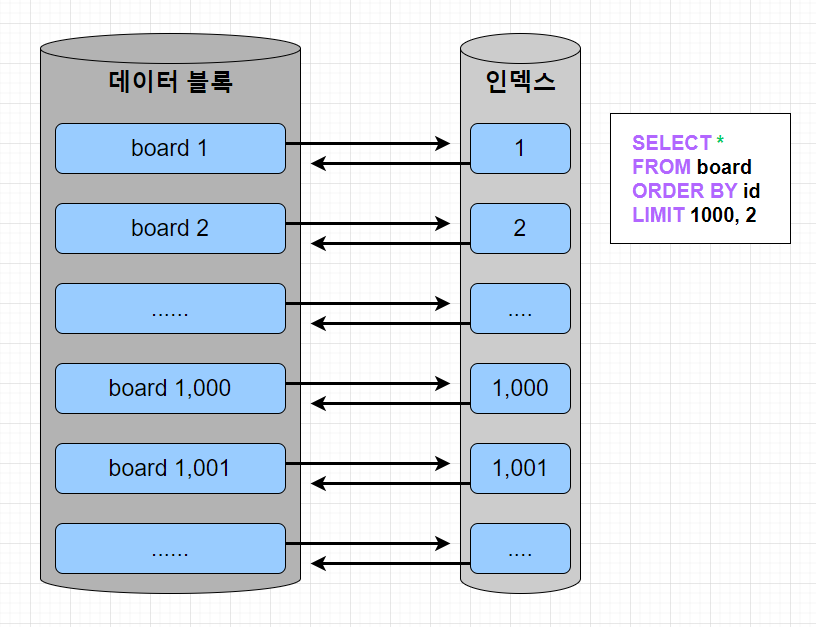 데이터 블록
인덱스
board 1
1
board 2
2
......
....
board 1,000
1,000
board 1,001
1,001
......
....
SELECT *
FROM board
ORDER BY id
LIMIT 1000, 2